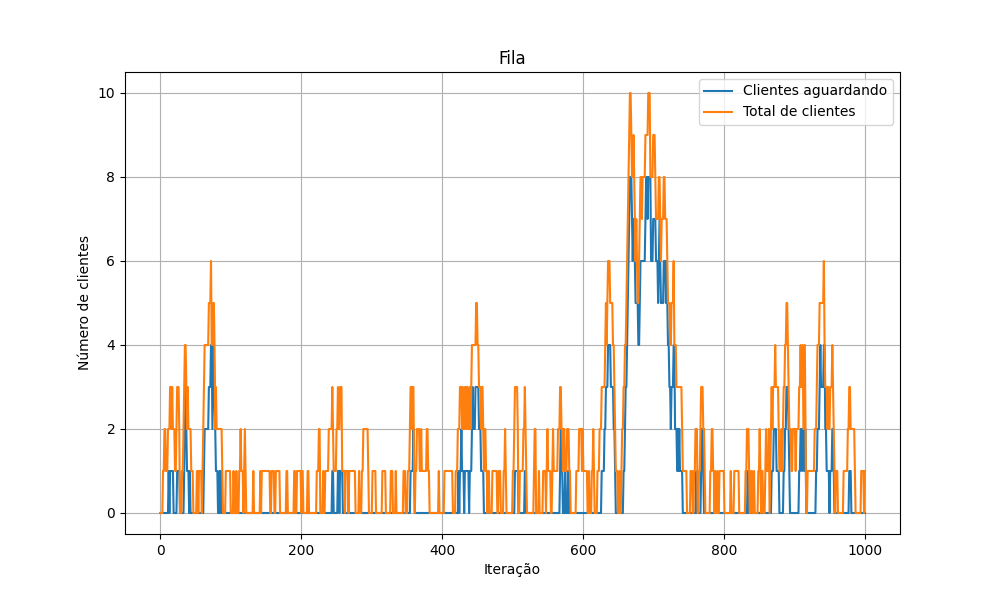 Fila
Clientes aguardando
Total de clientes
10
8
6
4
2
0
Número de clientes
0 200 400 600 800 1000
Iteração